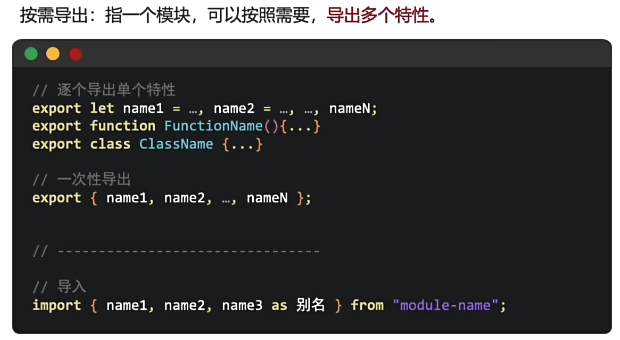 按需导出：指一个模块，可以按照需要，导出多个特性。
// 逐个导出单个特性
export let name1 = …, name2 = …, …, nameN;
export function FunctionName(){...}
export class ClassName {...}
// 一次性导出
export { name1, name2, …, nameN };
// --------------------------------
// 导入
import { name1, name2, name3 as 别名 } from "module-name";